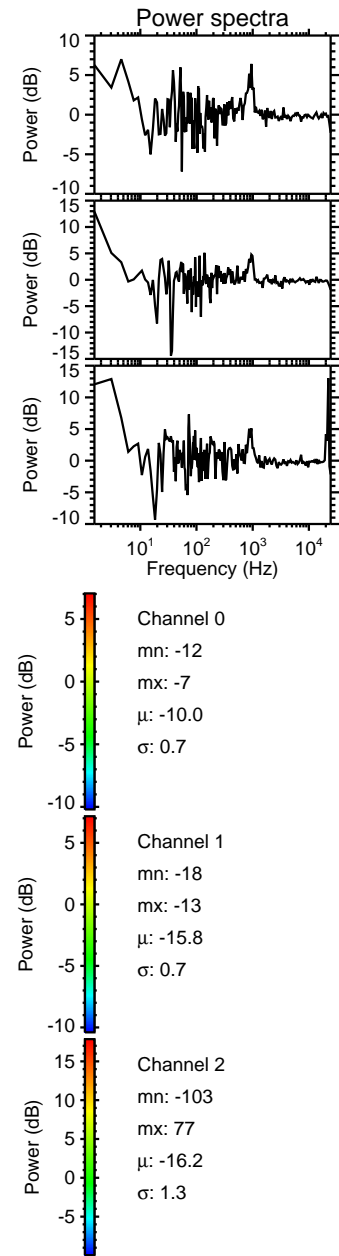 Power spectra
10
5
0
-5
-10
Power (dB)
15
10
5
0
-5
-10
-15
Power (dB)
15
10
5
0
-5
-10
Power (dB)
10¹ 10² 10³ 10⁴
Frequency (Hz)
5
0
-5
-10
Power (dB)
Channel 0
mn: -12
mx: -7
μ: -10.0
σ: 0.7
5
0
-5
-10
Power (dB)
Channel 1
mn: -18
mx: -13
μ: -15.8
σ: 0.7
15
10
5
0
-5
Power (dB)
Channel 2
mn: -103
mx: 77
μ: -16.2
σ: 1.3